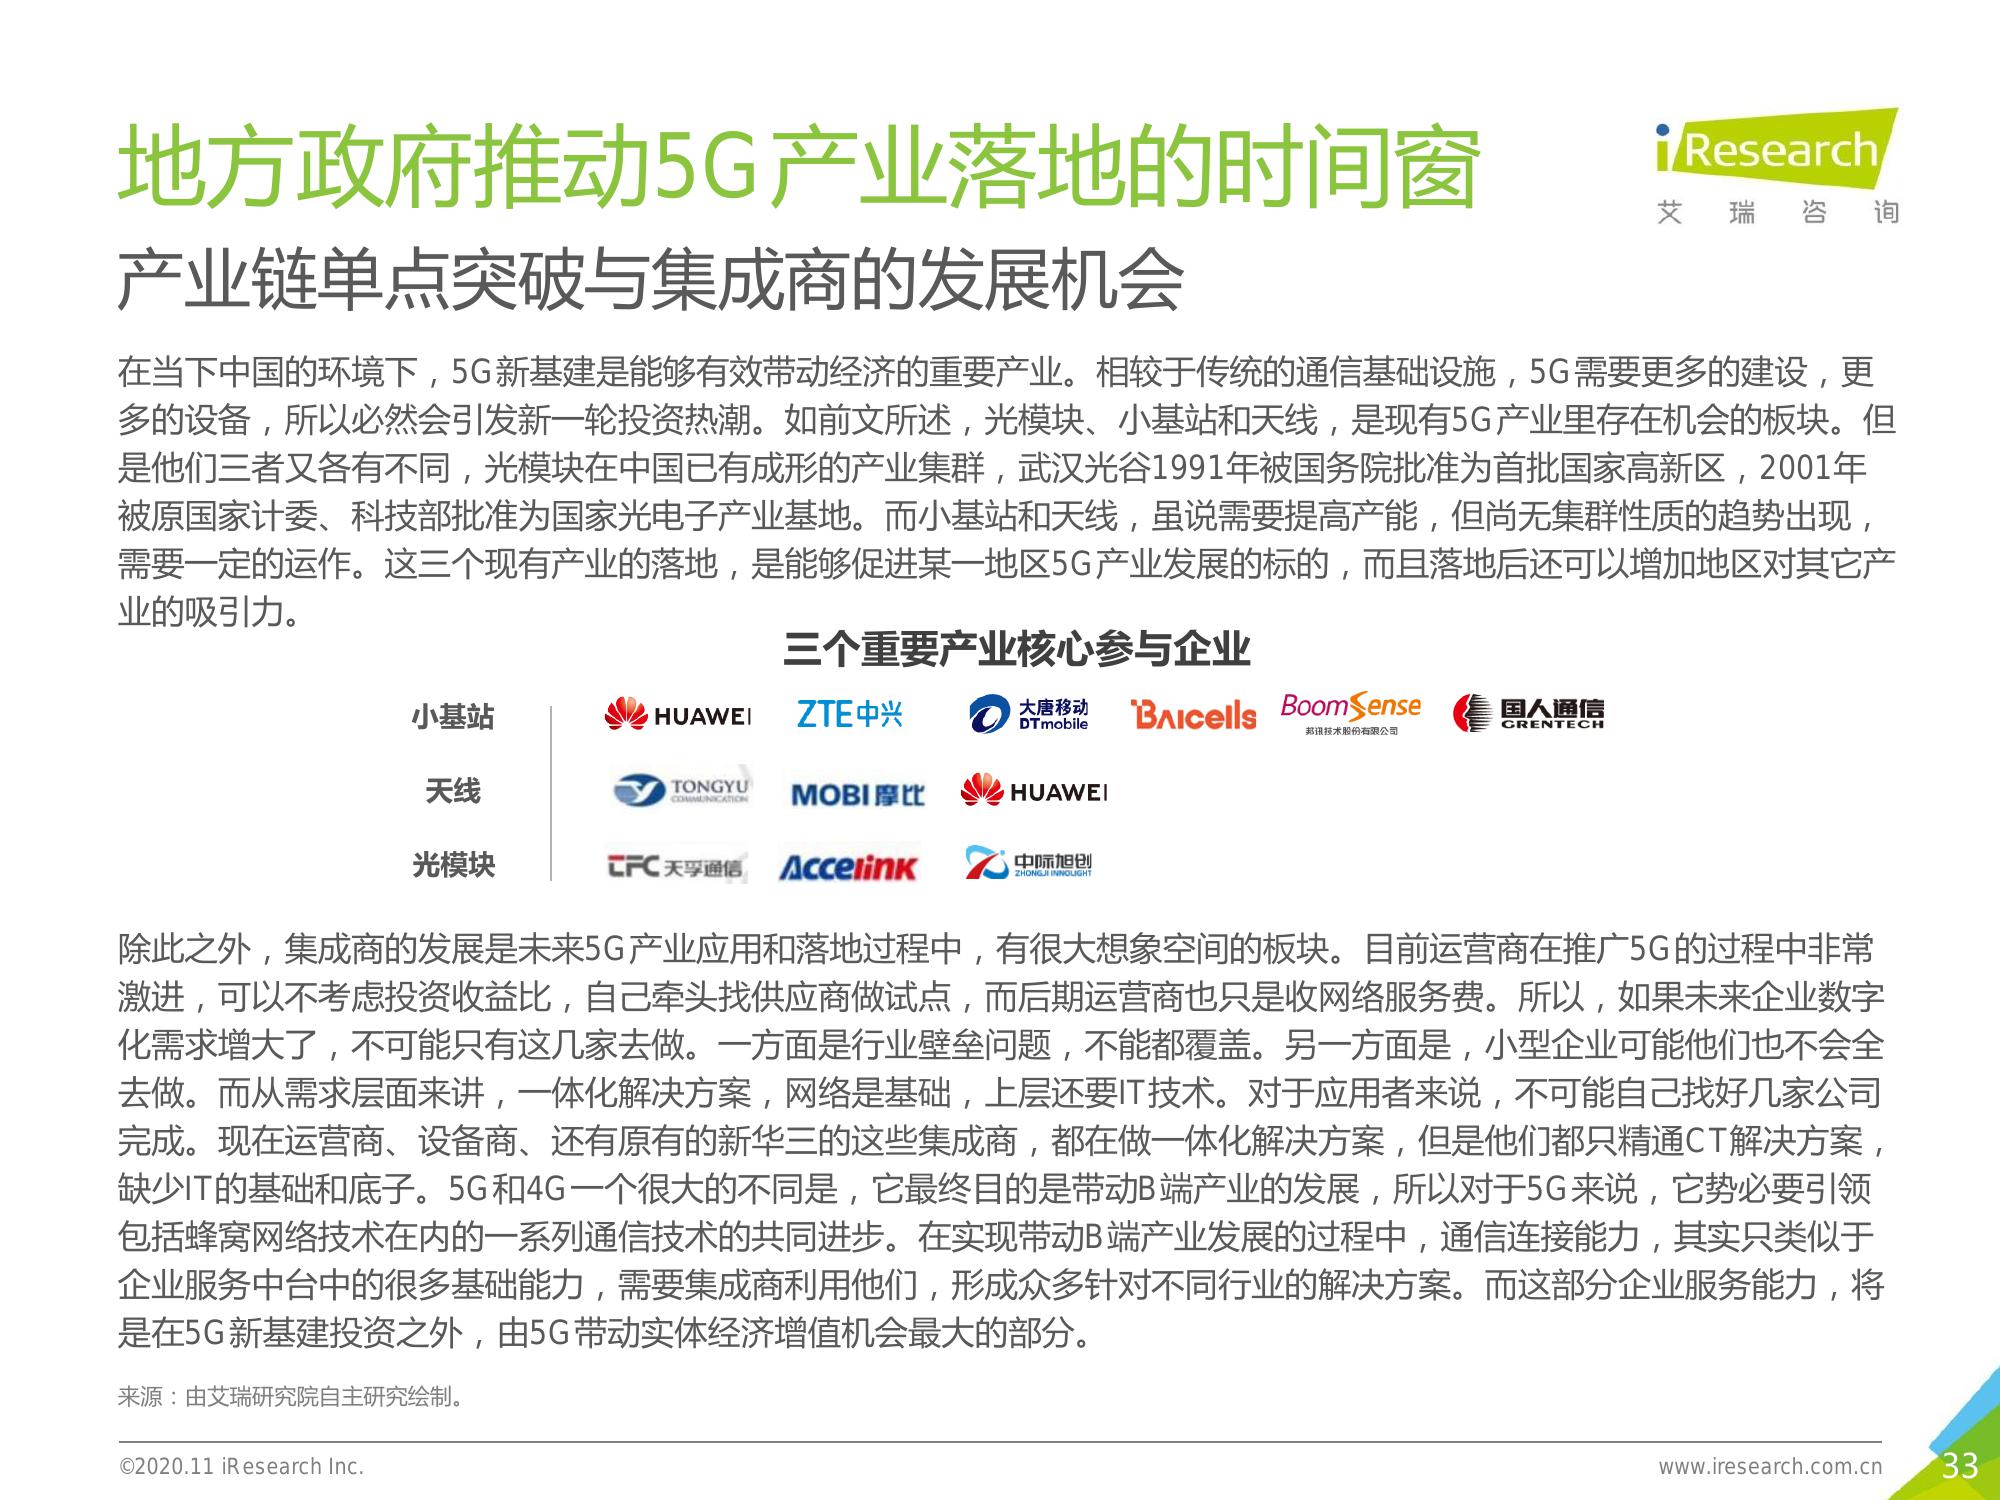 地方政府推动5G产业落地的时间窗
iResearch
艾瑞咨询
产业链单点突破与集成商的发展机会
在当下中国的环境下，5G新基建是能够有效带动经济的重要产业。相较于传统的通信基础设施，5G需要更多的建设，更
多的设备，所以必然会引发新一轮投资热潮。如前文所述，光模块、小基站和天线，是现有5G产业里存在机会的板块。但
是他们三者又各有不同，光模块在中国已有成形的产业集群，武汉光谷1991年被国务院批准为首批国家高新区，2001年
被原国家计委、科技部批准为国家光电子产业基地。而小基站和天线，虽说需要提高产能，但尚无集群性质的趋势出现，
需要一定的运作。这三个现有产业的落地，是能够促进某一地区5G产业发展的标的，而且落地后还可以增加地区对其它产
业的吸引力。
三个重要产业核心参与企业
小基站 HUAWEI ZTE中兴 大唐移动 DTmobile BAicells BoomSense 邦讯技术股份有限公司 国人通信 GRENTECH
天线 TONGYU COMMUNICATION MOBI摩比 HUAWEI
光模块 TFC天孚通信 Accelink 中际旭创 ZHONGJI INNOLIGHT
除此之外，集成商的发展是未来5G产业应用和落地过程中，有很大想象空间的板块。目前运营商在推广5G的过程中非常
激进，可以不考虑投资收益比，自己牵头找供应商做试点，而后期运营商也只是收网络服务费。所以，如果未来企业数字
化需求增大了，不可能只有这几家去做。一方面是行业壁垒问题，不能都覆盖。另一方面是，小型企业可能他们也不会全
去做。而从需求层面来讲，一体化解决方案，网络是基础，上层还要IT技术。对于应用者来说，不可能自己找好几家公司
完成。现在运营商、设备商、还有原有的新华三的这些集成商，都在做一体化解决方案，但是他们都只精通CT解决方案，
缺少IT的基础和底子。5G和4G一个很大的不同是，它最终目的是带动B端产业的发展，所以对于5G来说，它势必要引领
包括蜂窝网络技术在内的一系列通信技术的共同进步。在实现带动B端产业发展的过程中，通信连接能力，其实只类似于
企业服务中台中的很多基础能力，需要集成商利用他们，形成众多针对不同行业的解决方案。而这部分企业服务能力，将
是在5G新基建投资之外，由5G带动实体经济增值机会最大的部分。
来源：由艾瑞研究院自主研究绘制。
©2020.11 iResearch Inc.
www.iresearch.com.cn
33